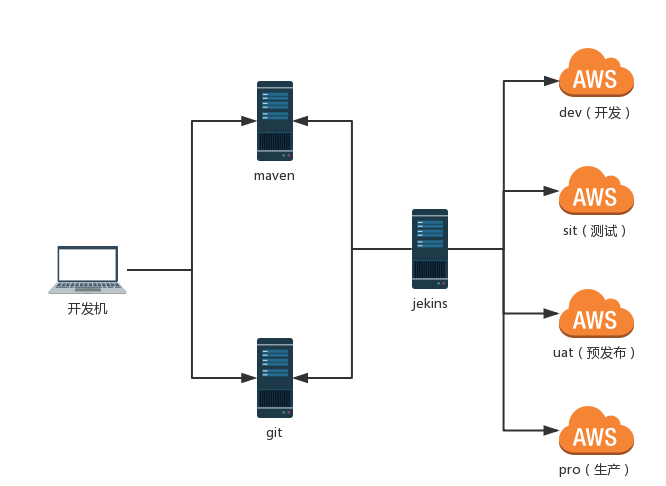 AWS
dev（开发）
maven
AWS
sit（测试）
开发机
jekins
AWS
uat（预发布）
git
AWS
pro（生产）